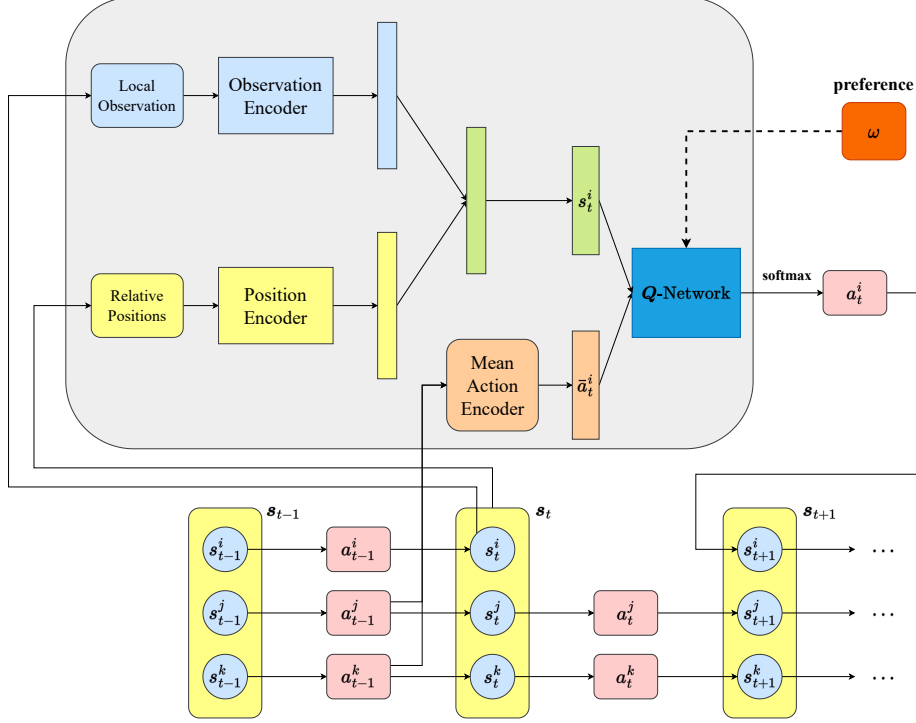 Local
Observation
Observation
Encoder
preference
ω
s_t^i
Relative
Positions
Position
Encoder
Q-Network
softmax
a_t^i
Mean
Action
Encoder
ā_t^i
s_{t-1}
s_t
s_{t+1}
s_{t-1}^i
a_{t-1}^i
s_t^i
s_{t+1}^i
...
s_{t-1}^j
a_{t-1}^j
s_t^j
a_t^j
s_{t+1}^j
...
s_{t-1}^k
a_{t-1}^k
s_t^k
a_t^k
s_{t+1}^k
...